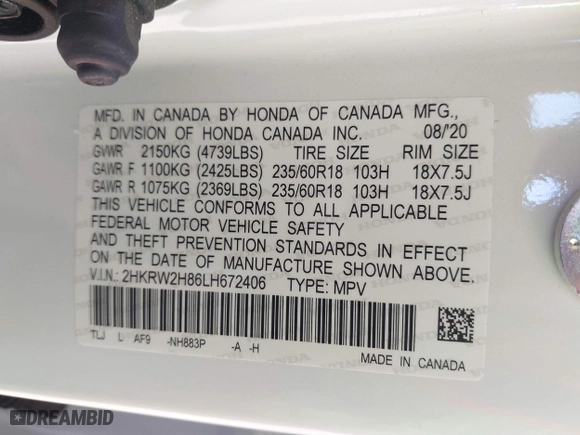 MFD. IN CANADA BY HONDA OF CANADA MFG.,
A DIVISION OF HONDA CANADA INC. 08/'20
GVWR 2150KG (4739LBS) TIRE SIZE RIM SIZE
GAWR F 1100KG (2425LBS) 235/60R18 103H 18X7.5J
GAWR R 1075KG (2369LBS) 235/60R18 103H 18X7.5J
THIS VEHICLE CONFORMS TO ALL APPLICABLE
FEDERAL MOTOR VEHICLE SAFETY
AND THEFT PREVENTION STANDARDS IN EFFECT
ON THE DATE OF MANUFACTURE SHOWN ABOVE.
V.I.N.: 2HKRW2H86LH672406 TYPE: MPV
TLJ L AF9 -NH883P -A -H
MADE IN CANADA
DREAMBID